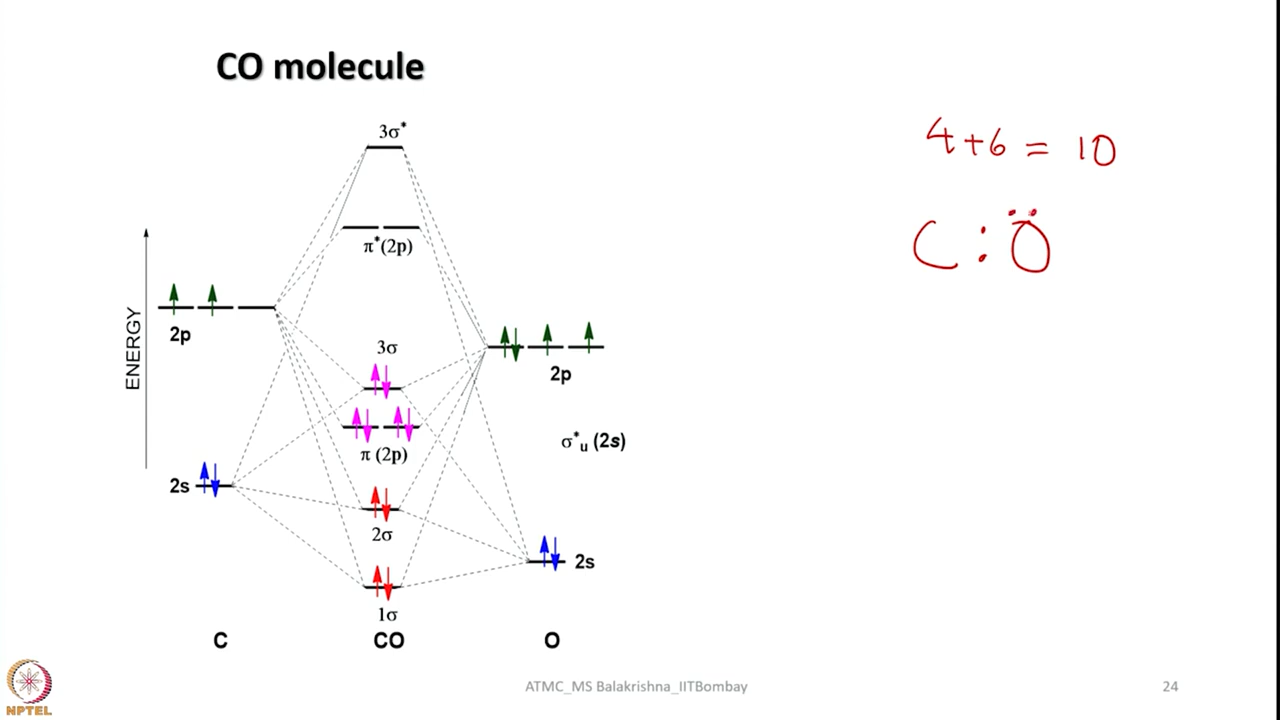 CO molecule
4+6 = 10
C:Ö
3σ*
π*(2p)
2p
3σ
2p
ENERGY
π (2p)
σ*u (2s)
2s
2σ
2s
1σ
C CO O
NPTEL
ATMC_MS Balakrishna_IITBombay
24